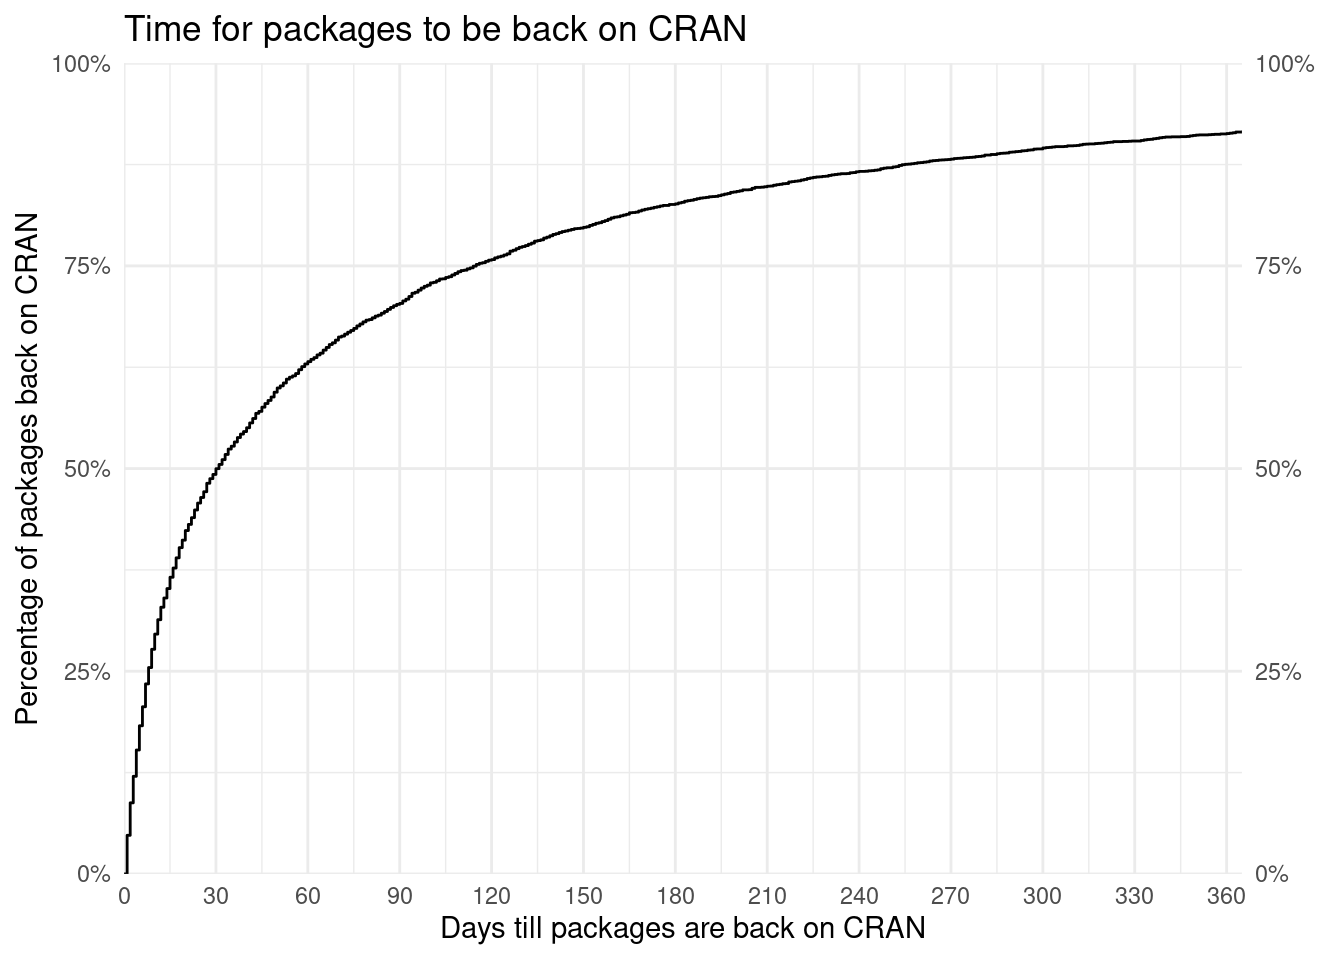 Time for packages to be back on CRAN
100% 100%
75% 75%
50% 50%
25% 25%
0% 0%
Percentage of packages back on CRAN
0 30 60 90 120 150 180 210 240 270 300 330 360
Days till packages are back on CRAN